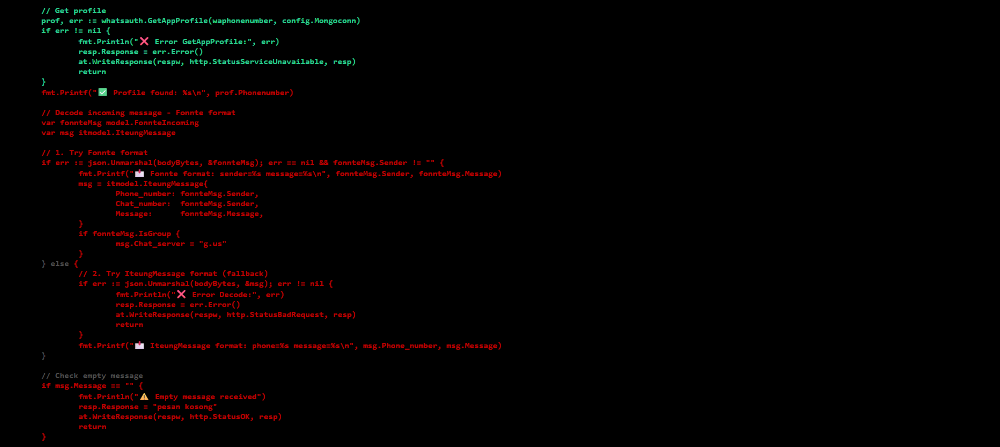 // Get profile
prof, err := whatsauth.GetAppProfile(waphonenumber, config.Mongoconn)
if err != nil {
fmt.Println("❌ Error GetAppProfile:", err)
resp.Response = err.Error()
at.WriteResponse(respw, http.StatusServiceUnavailable, resp)
return
}
fmt.Printf("✅ Profile found: %s\n", prof.Phonenumber)
// Decode incoming message - Fonnte format
var fonnteMsg model.FonnteIncoming
var msg itmodel.IteungMessage
// 1. Try Fonnte format
if err := json.Unmarshal(bodyBytes, &fonnteMsg); err == nil && fonnteMsg.Sender != "" {
fmt.Printf("📩 Fonnte format: sender=%s message=%s\n", fonnteMsg.Sender, fonnteMsg.Message)
msg = itmodel.IteungMessage{
Phone_number: fonnteMsg.Sender,
Chat_number:  fonnteMsg.Sender,
Message:      fonnteMsg.Message,
}
if fonnteMsg.IsGroup {
msg.Chat_server = "g.us"
}
} else {
// 2. Try IteungMessage format (fallback)
if err := json.Unmarshal(bodyBytes, &msg); err != nil {
fmt.Println("❌ Error Decode:", err)
resp.Response = err.Error()
at.WriteResponse(respw, http.StatusBadRequest, resp)
return
}
fmt.Printf("📩 IteungMessage format: phone=%s message=%s\n", msg.Phone_number, msg.Message)
}
// Check empty message
if msg.Message == "" {
fmt.Println("⚠️ Empty message received")
resp.Response = "pesan kosong"
at.WriteResponse(respw, http.StatusOK, resp)
return
}